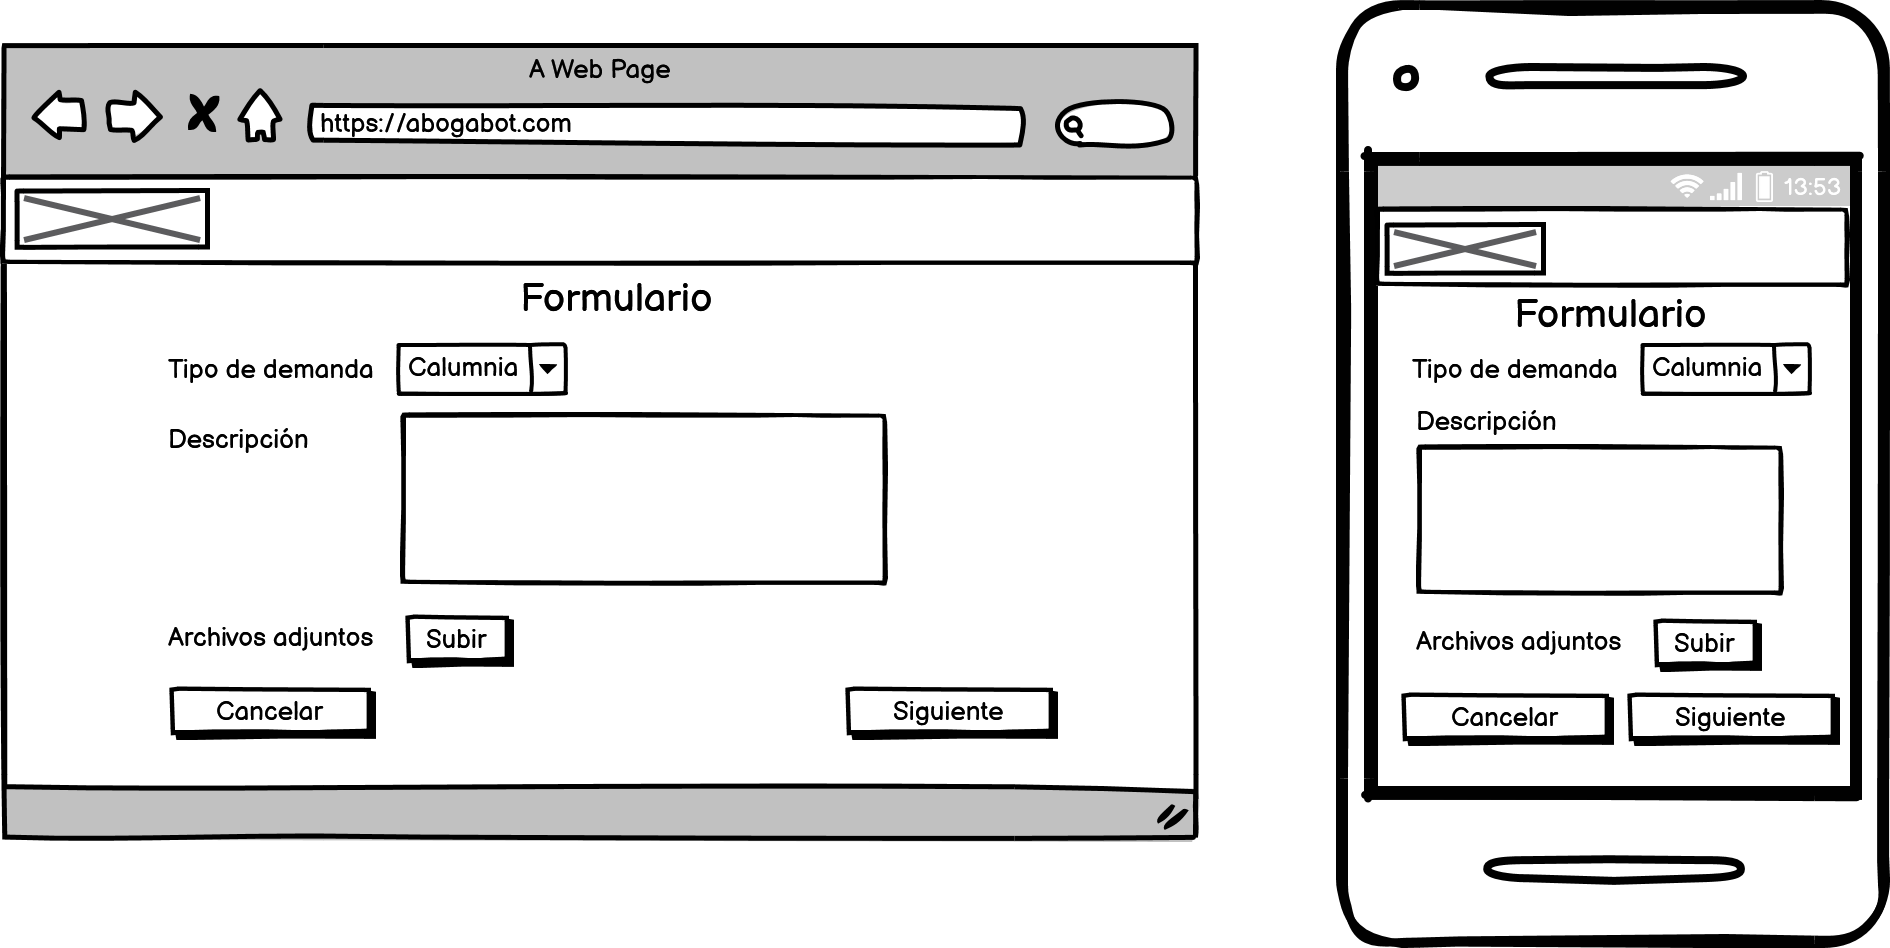 A Web Page
https://abogabot.com
Formulario
Tipo de demanda Calumnia
Descripción
Archivos adjuntos Subir
Cancelar Siguiente
13:53
Formulario
Tipo de demanda Calumnia
Descripción
Archivos adjuntos Subir
Cancelar Siguiente